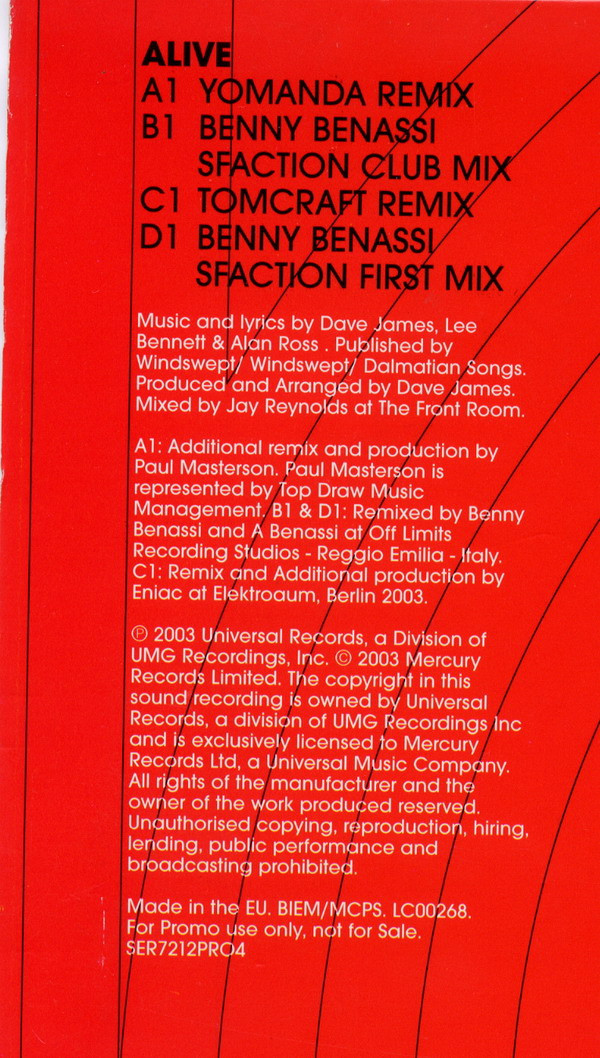 ALIVE
A1 YOMANDA REMIX
B1 BENNY BENASSI
SFACTION CLUB MIX
C1 TOMCRAFT REMIX
D1 BENNY BENASSI
SFACTION FIRST MIX
Music and lyrics by Dave James, Lee
Bennett & Alan Ross . Published by
Windswept/ Windswept/ Dalmatian Songs.
Produced and Arranged by Dave James.
Mixed by Jay Reynolds at The Front Room.
A1: Additional remix and production by
Paul Masterson. Paul Masterson is
represented by Top Draw Music
Management. B1 & D1: Remixed by Benny
Benassi and A Benassi at Off Limits
Recording Studios - Reggio Emilia - Italy.
C1: Remix and Additional production by
Eniac at Elektroaum, Berlin 2003.
℗ 2003 Universal Records, a Division of
UMG Recordings, Inc. © 2003 Mercury
Records Limited. The copyright in this
sound recording is owned by Universal
Records, a division of UMG Recordings Inc
and is exclusively licensed to Mercury
Records Ltd, a Universal Music Company.
All rights of the manufacturer and the
owner of the work produced reserved.
Unauthorised copying, reproduction, hiring,
lending, public performance and
broadcasting prohibited.
Made in the EU. BIEM/MCPS. LC00268.
For Promo use only, not for Sale.
SER7212PRO4